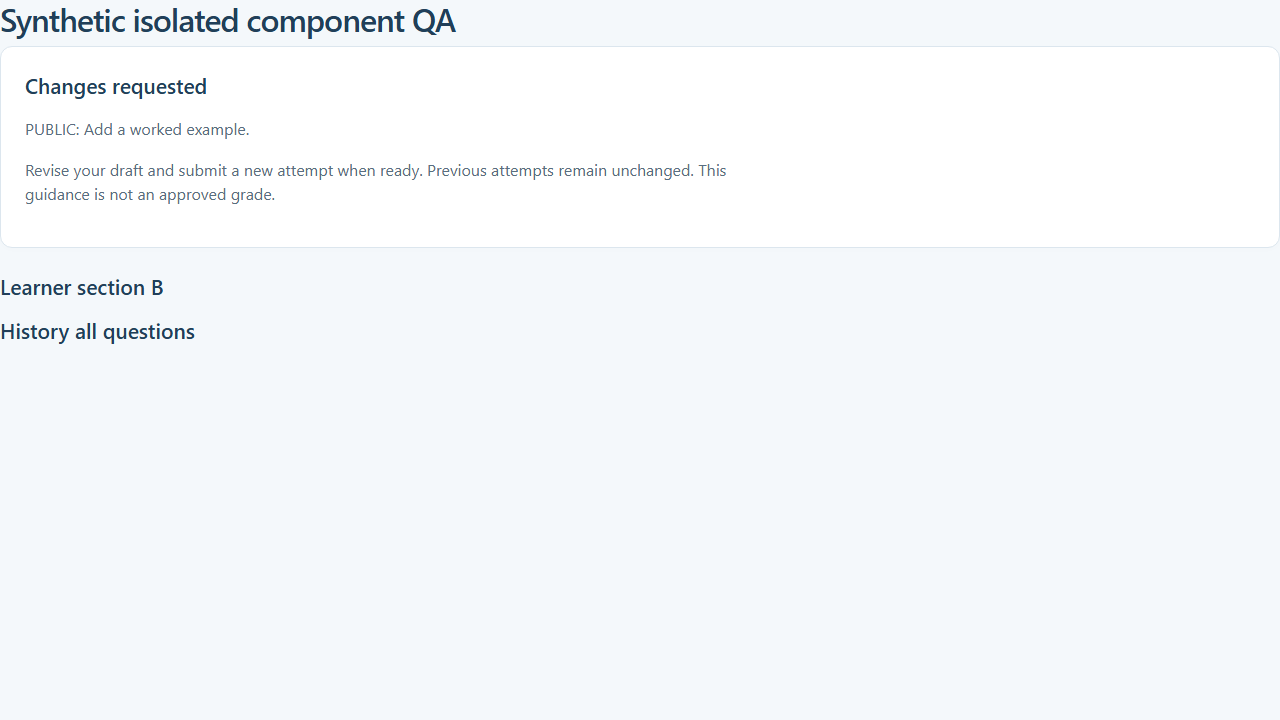 Synthetic isolated component QA
Changes requested
PUBLIC: Add a worked example.
Revise your draft and submit a new attempt when ready. Previous attempts remain unchanged. This
guidance is not an approved grade.
Learner section B
History all questions